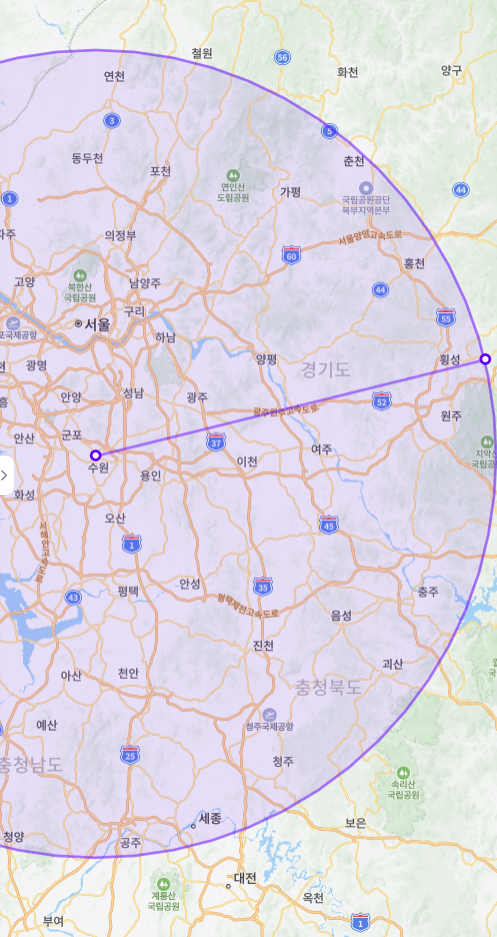 철원
56
화천
양구
연천
3
5
동두천
포천
춘천
연인산
도립공원
가평
국립공원공단
북부지역본부
44
1
파주
의정부
서울양양고속도로
60
홍천
고양
북한산
국립공원
남양주
44
구리
55
서울
하남
광명
양평
경기도
횡성
안양
성남
광주
52
광주원주고속도로
원주
안산
군포
37
여주
수원
용인
이천
화성
오산
45
서해안고속도로
1
43
평택
안성
35
평택제천고속도로
충주
음성
진천
괴산
아산
천안
충청북도
예산
청주국제공항
25
충청남도
청주
속리산
국립공원
청양
공주
세종
보은
대전
계룡산
국립공원
옥천
부여
1